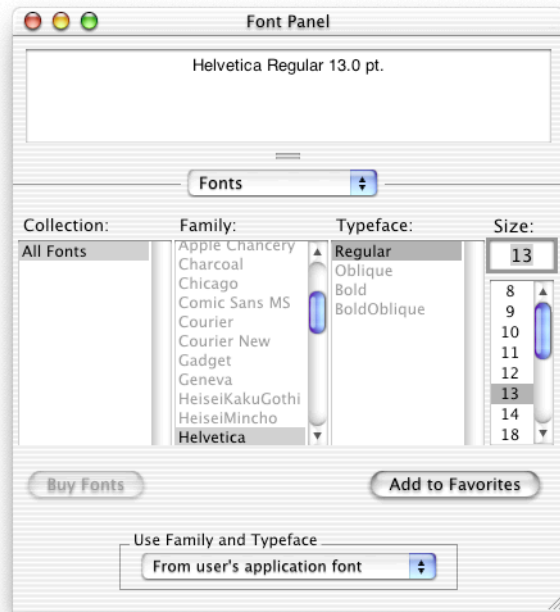 Font Panel
Helvetica Regular 13.0 pt.
Fonts
Collection:
All Fonts
Family:
Apple Chancery
Charcoal
Chicago
Comic Sans MS
Courier
Courier New
Gadget
Geneva
HeiseiKakuGothi
HeiseiMincho
Helvetica
Typeface:
Regular
Oblique
Bold
BoldOblique
Size:
13
8
9
10
11
12
13
14
18
Buy Fonts
Add to Favorites
Use Family and Typeface
From user's application font